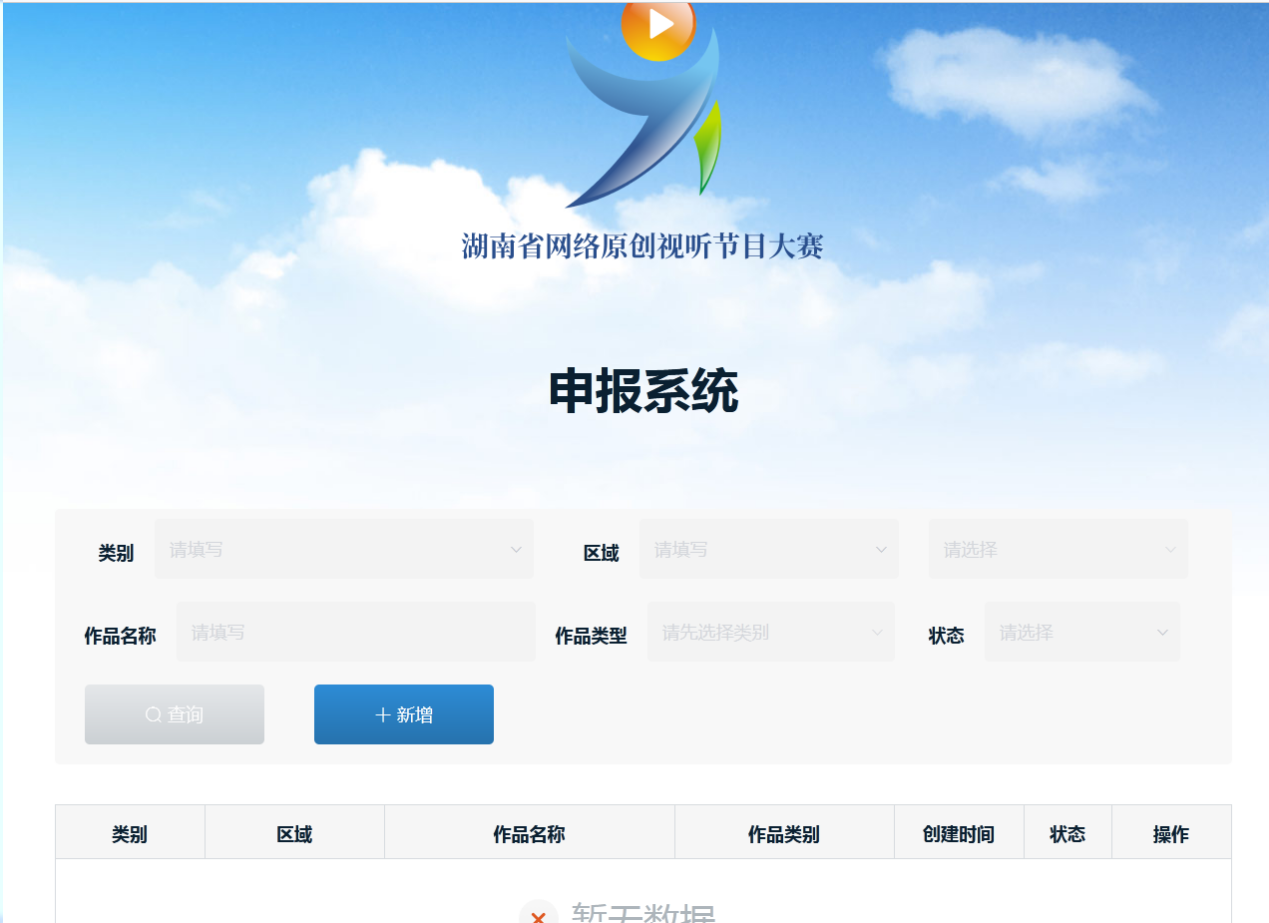 湖南省网络原创视听节目大赛
申报系统
类别 请填写 区域 请填写 请选择
作品名称 请填写 作品类型 请先选择类别 状态 请选择
查询 新增
类别 区域 作品名称 作品类别 创建时间 状态 操作
暂无数据